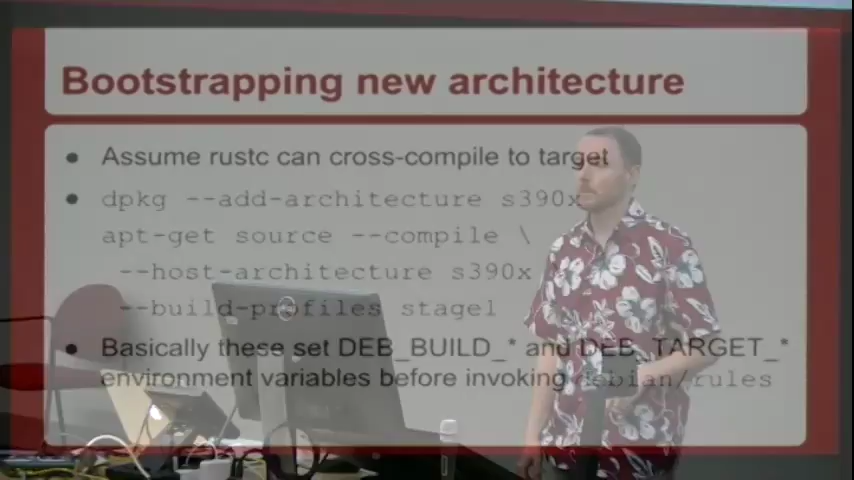 Bootstrapping new architecture
● Assume rustc can cross-compile to target
● dpkg --add-architecture s390x
apt-get source --compile \
--host-architecture s390x \
--build-profiles stage1
● Basically these set DEB_BUILD_* and DEB_TARGET_*
environment variables before invoking debian/rules